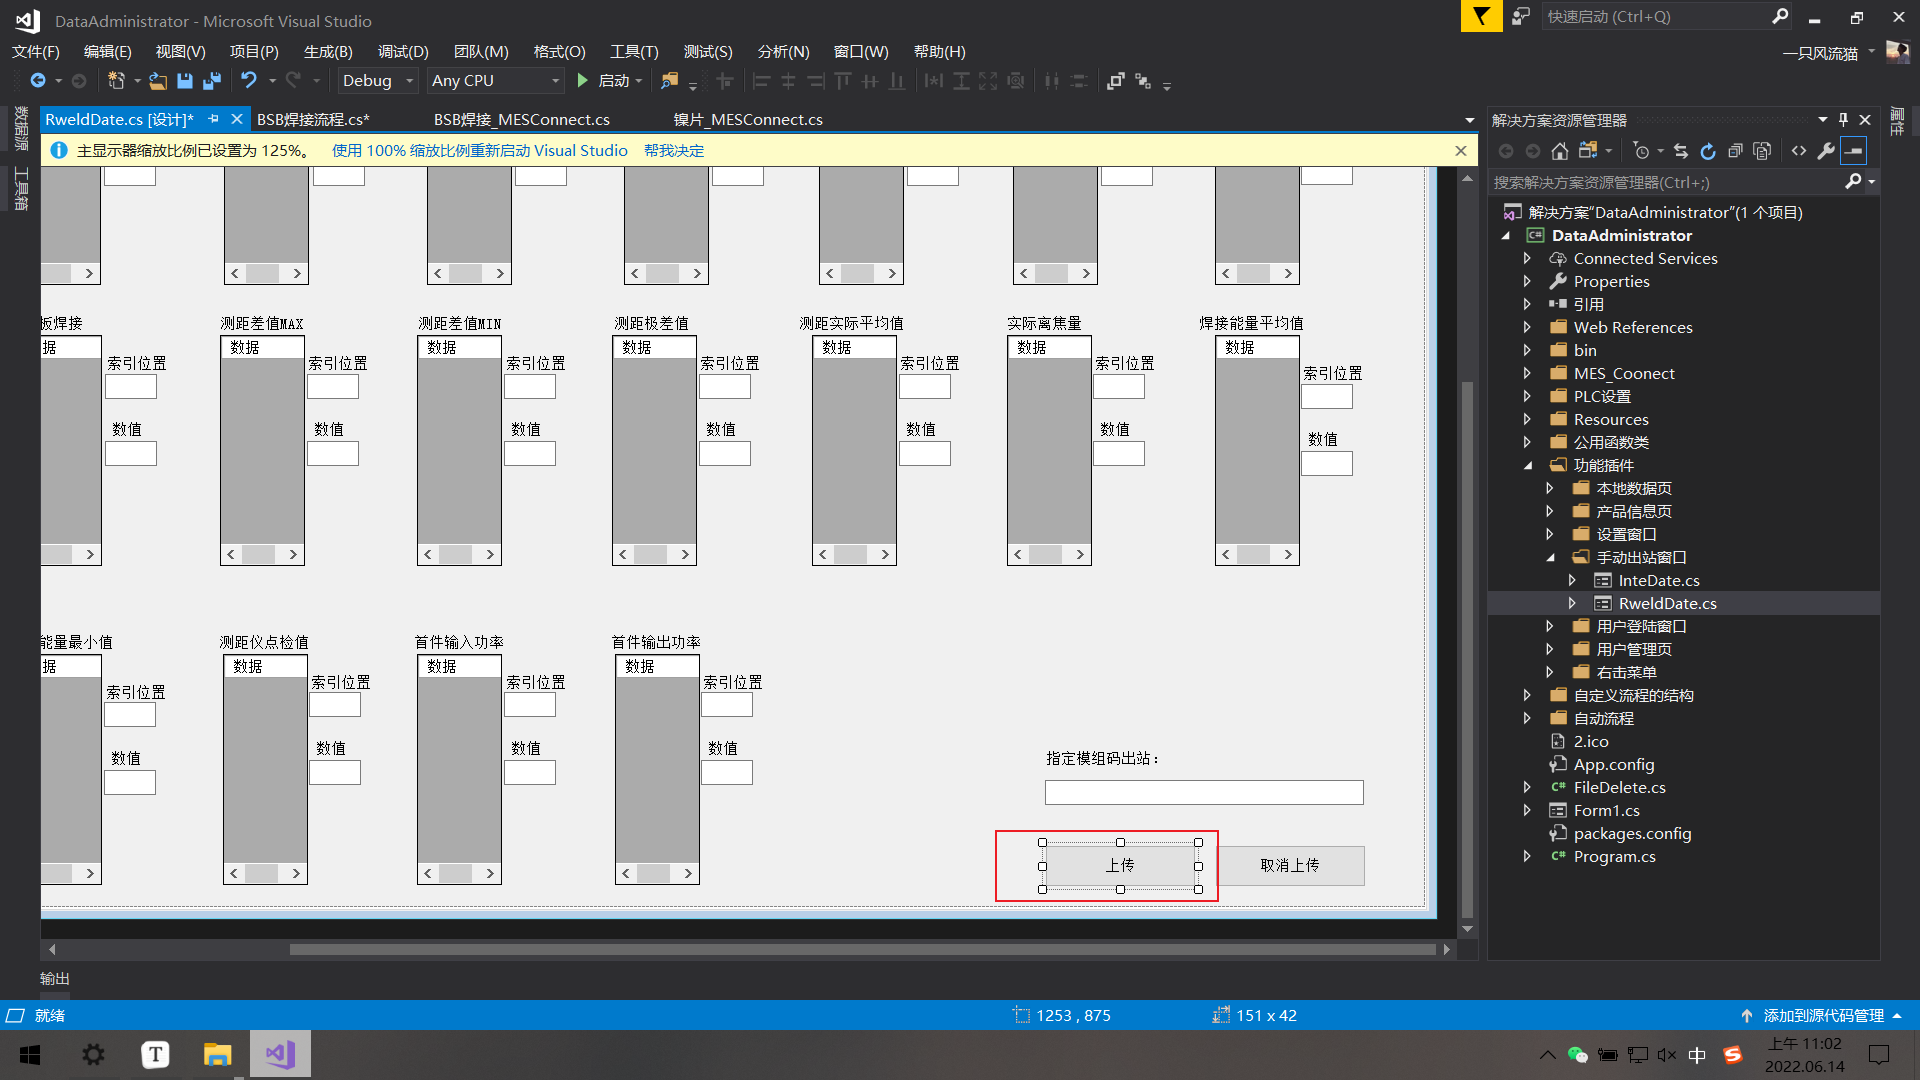 DataAdministrator - Microsoft Visual Studio
快速启动 (Ctrl+Q)
文件(F) 编辑(E) 视图(V) 项目(P) 生成(B) 调试(D) 团队(M) 格式(O) 工具(T) 测试(S) 分析(N) 窗口(W) 帮助(H)
一只风流猫
Debug Any CPU 启动
数据源
工具箱
RweldDate.cs [设计]* BSB焊接流程.cs* BSB焊接_MESConnect.cs 镍片_MESConnect.cs
主显示器缩放比例已设置为 125%。 使用 100% 缩放比例重新启动 Visual Studio 帮我决定
板焊接 测距差值MAX 测距差值MIN 测距极差值 测距实际平均值 实际离焦量 焊接能量平均值
据 数据 数据 数据 数据 数据 数据
索引位置 索引位置 索引位置 索引位置 索引位置 索引位置 索引位置
数值 数值 数值 数值 数值 数值 数值
能量最小值 测距仪点检值 首件输入功率 首件输出功率
据 数据 数据 数据
索引位置 索引位置 索引位置 索引位置
数值 数值 数值 数值
指定模组码出站：
上传 取消上传
输出
解决方案资源管理器
属性
搜索解决方案资源管理器(Ctrl+;)
解决方案"DataAdministrator"(1 个项目)
C# DataAdministrator
Connected Services
Properties
引用
Web References
bin
MES_Coonect
PLC设置
Resources
公用函数类
功能插件
本地数据页
产品信息页
设置窗口
手动出站窗口
InteDate.cs
RweldDate.cs
用户登陆窗口
用户管理页
右击菜单
自定义流程的结构
自动流程
2.ico
App.config
C# FileDelete.cs
Form1.cs
packages.config
C# Program.cs
就绪 1253 , 875 151 x 42 添加到源代码管理
T
中 S
上午 11:02
2022.06.14